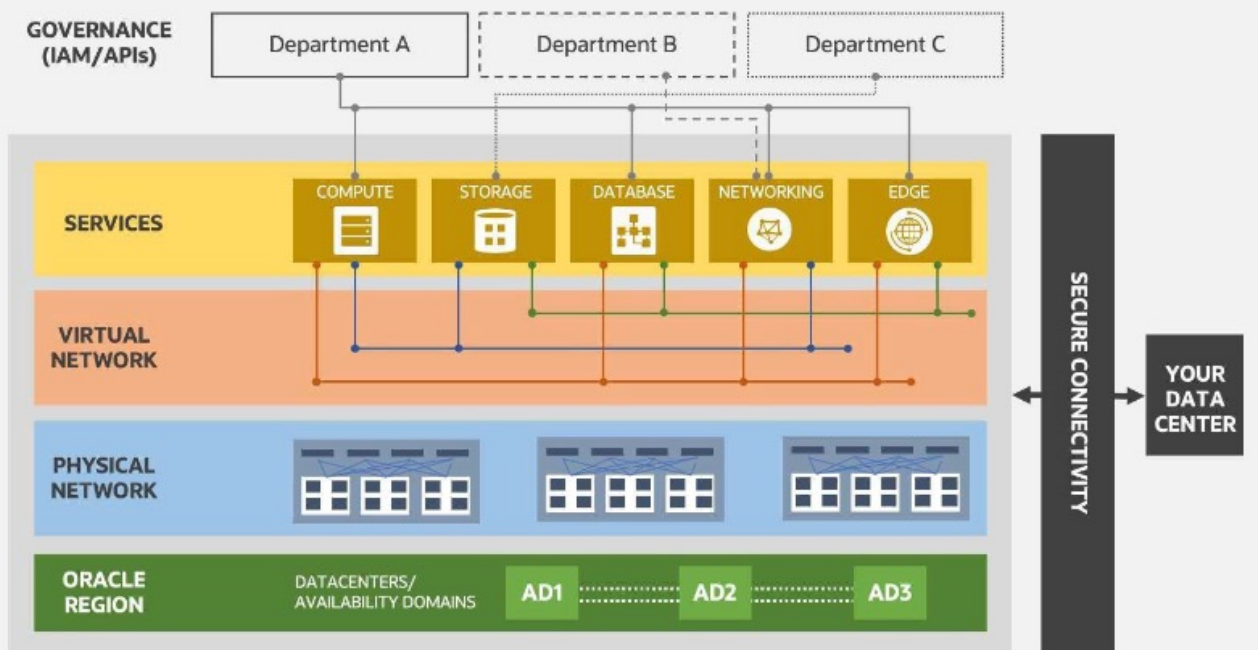 GOVERNANCE
(IAM/APIs)
Department A
Department B
Department C
SERVICES
COMPUTE
STORAGE
DATABASE
NETWORKING
EDGE
VIRTUAL
NETWORK
PHYSICAL
NETWORK
ORACLE
REGION
DATACENTERS/
AVAILABILITY DOMAINS
AD1
AD2
AD3
SECURE CONNECTIVITY
YOUR
DATA
CENTER